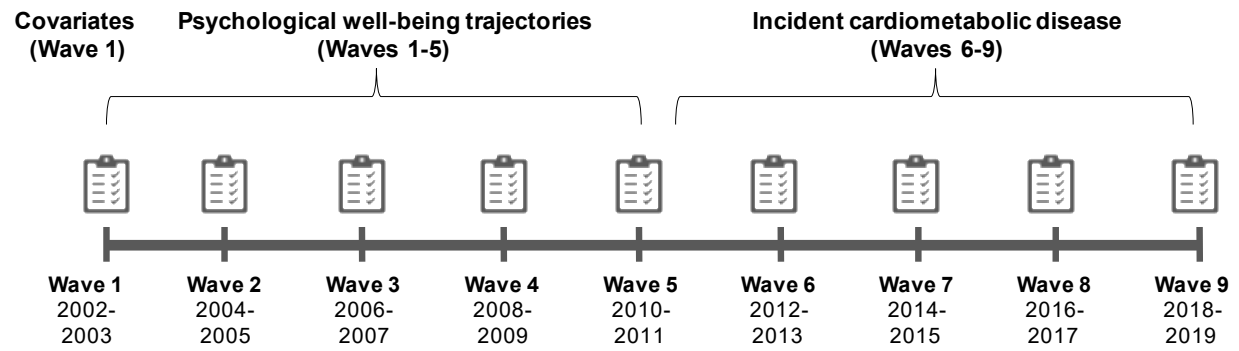 Covariates
(Wave 1)
Psychological well-being trajectories
(Waves 1-5)
Incident cardiometabolic disease
(Waves 6-9)
Wave 1
2002-
2003
Wave 2
2004-
2005
Wave 3
2006-
2007
Wave 4
2008-
2009
Wave 5
2010-
2011
Wave 6
2012-
2013
Wave 7
2014-
2015
Wave 8
2016-
2017
Wave 9
2018-
2019